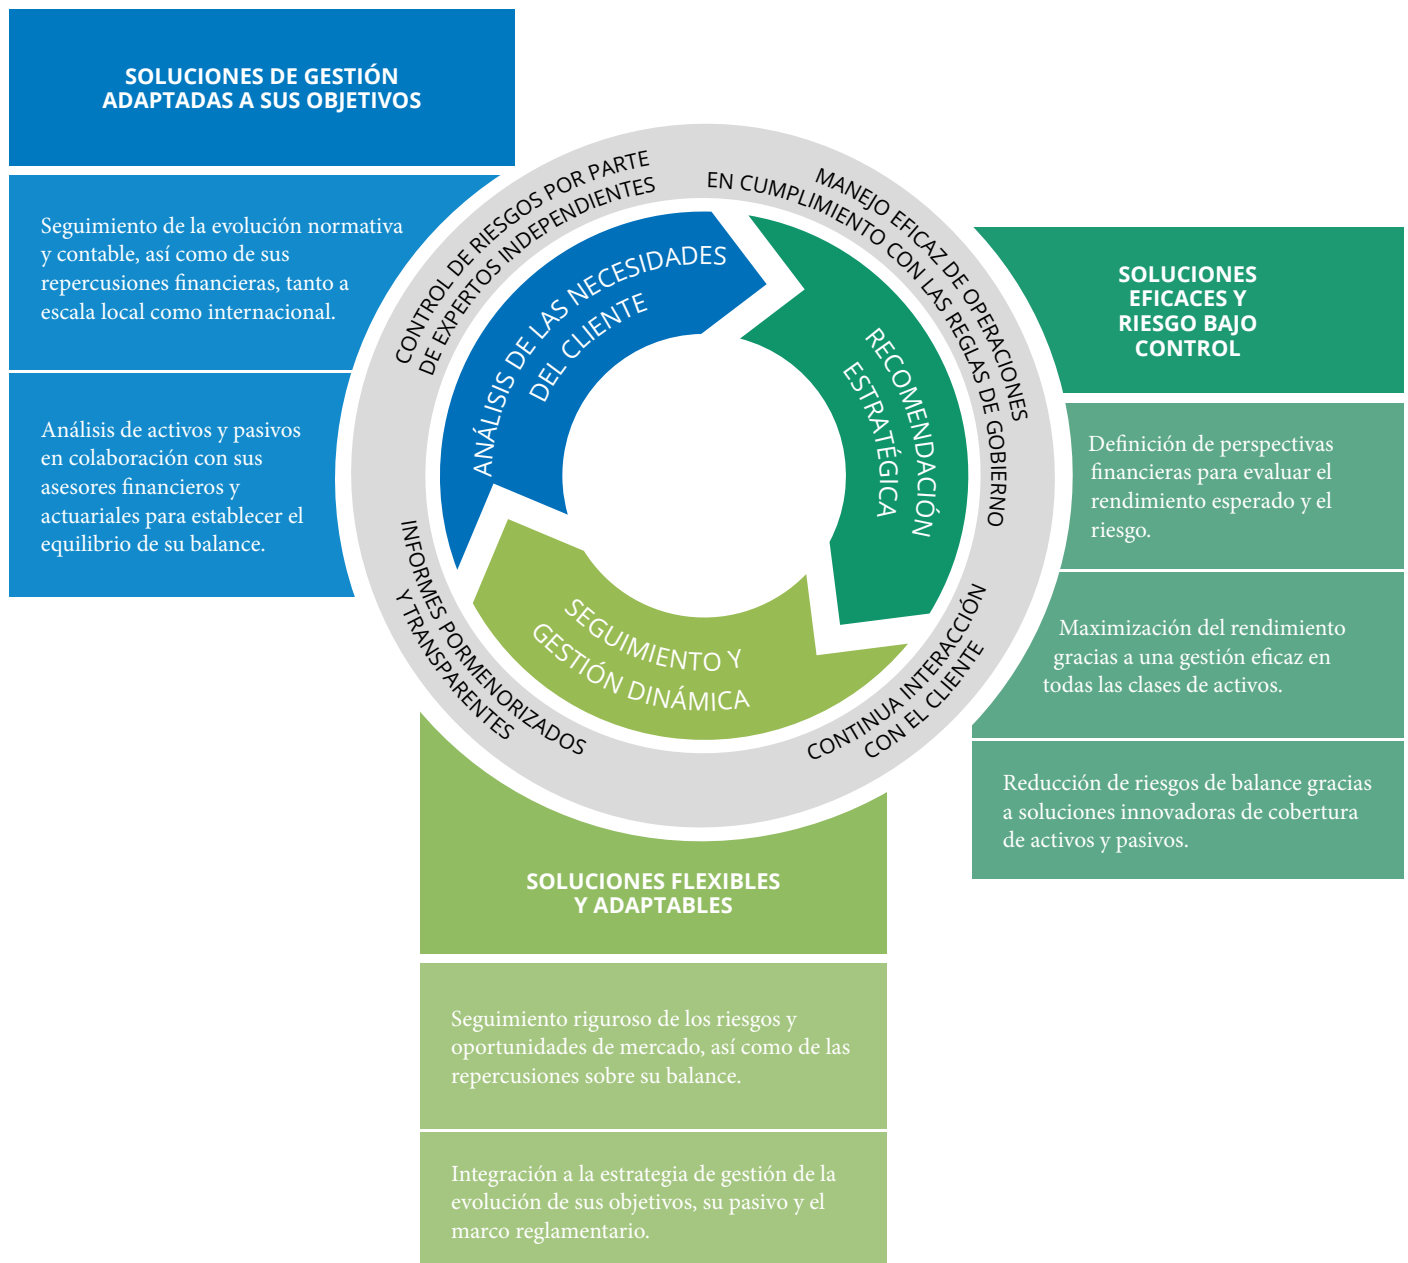 SOLUCIONES DE GESTIÓN
ADAPTADAS A SUS OBJETIVOS
Seguimiento de la evolución normativa
y contable, así como de sus
repercusiones financieras, tanto a
escala local como internacional.
Análisis de activos y pasivos
en colaboración con sus
asesores financieros y
actuariales para establecer el
equilibrio de su balance.
CONTROL DE RIESGOS POR PARTE
DE EXPERTOS INDEPENDIENTES
MANEJO EFICAZ DE OPERACIONES
EN CUMPLIMIENTO CON LAS REGLAS DE GOBIERNO
CONTINUA INTERACCIÓN
CON EL CLIENTE
INFORMES PORMENORIZADOS
Y TRANSPARENTES
ANÁLISIS DE LAS NECESIDADES
DEL CLIENTE
RECOMENDACIÓN
ESTRATÉGICA
SEGUIMIENTO Y
GESTIÓN DINÁMICA
SOLUCIONES
EFICACES Y
RIESGO BAJO
CONTROL
Definición de perspectivas
financieras para evaluar el
rendimiento esperado y el
riesgo.
Maximización del rendimiento
gracias a una gestión eficaz en
todas las clases de activos.
Reducción de riesgos de balance gracias
a soluciones innovadoras de cobertura
de activos y pasivos.
SOLUCIONES FLEXIBLES
Y ADAPTABLES
Seguimiento riguroso de los riesgos y
oportunidades de mercado, así como de las
repercusiones sobre su balance.
Integración a la estrategia de gestión de la
evolución de sus objetivos, su pasivo y el
marco reglamentario.